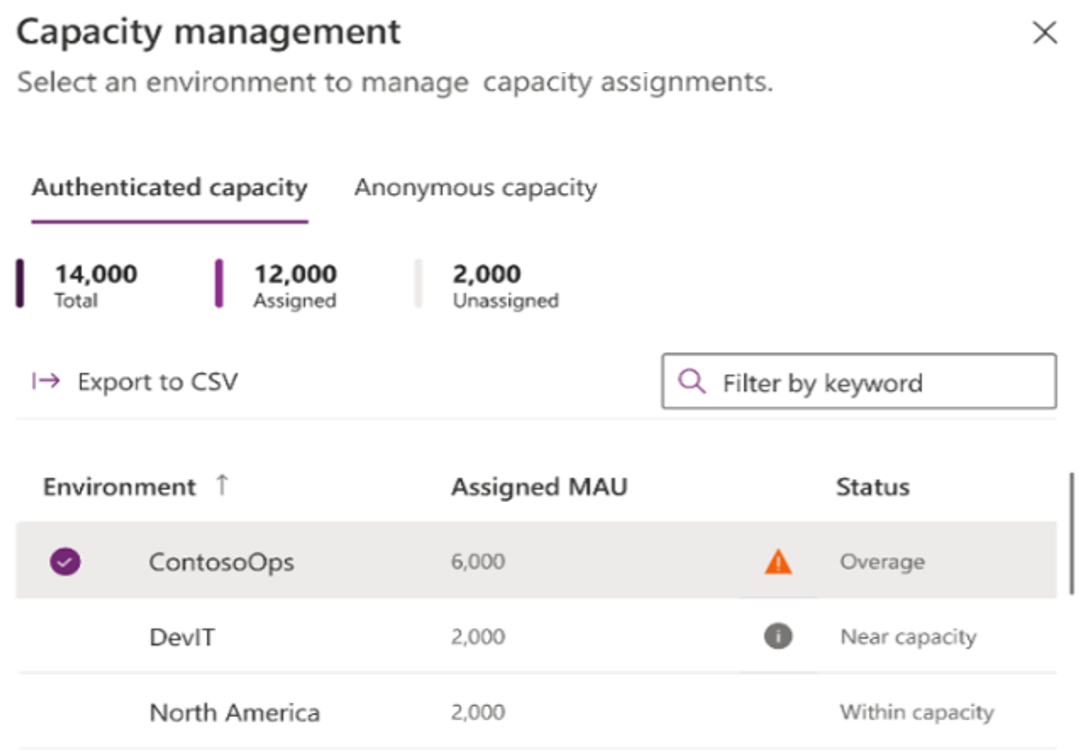 Capacity management
Select an environment to manage capacity assignments.
Authenticated capacity Anonymous capacity
14,000 12,000 2,000
Total Assigned Unassigned
Export to CSV Filter by keyword
Environment ↑ Assigned MAU Status
ContosoOps 6,000 Overage
DevIT 2,000 Near capacity
North America 2,000 Within capacity